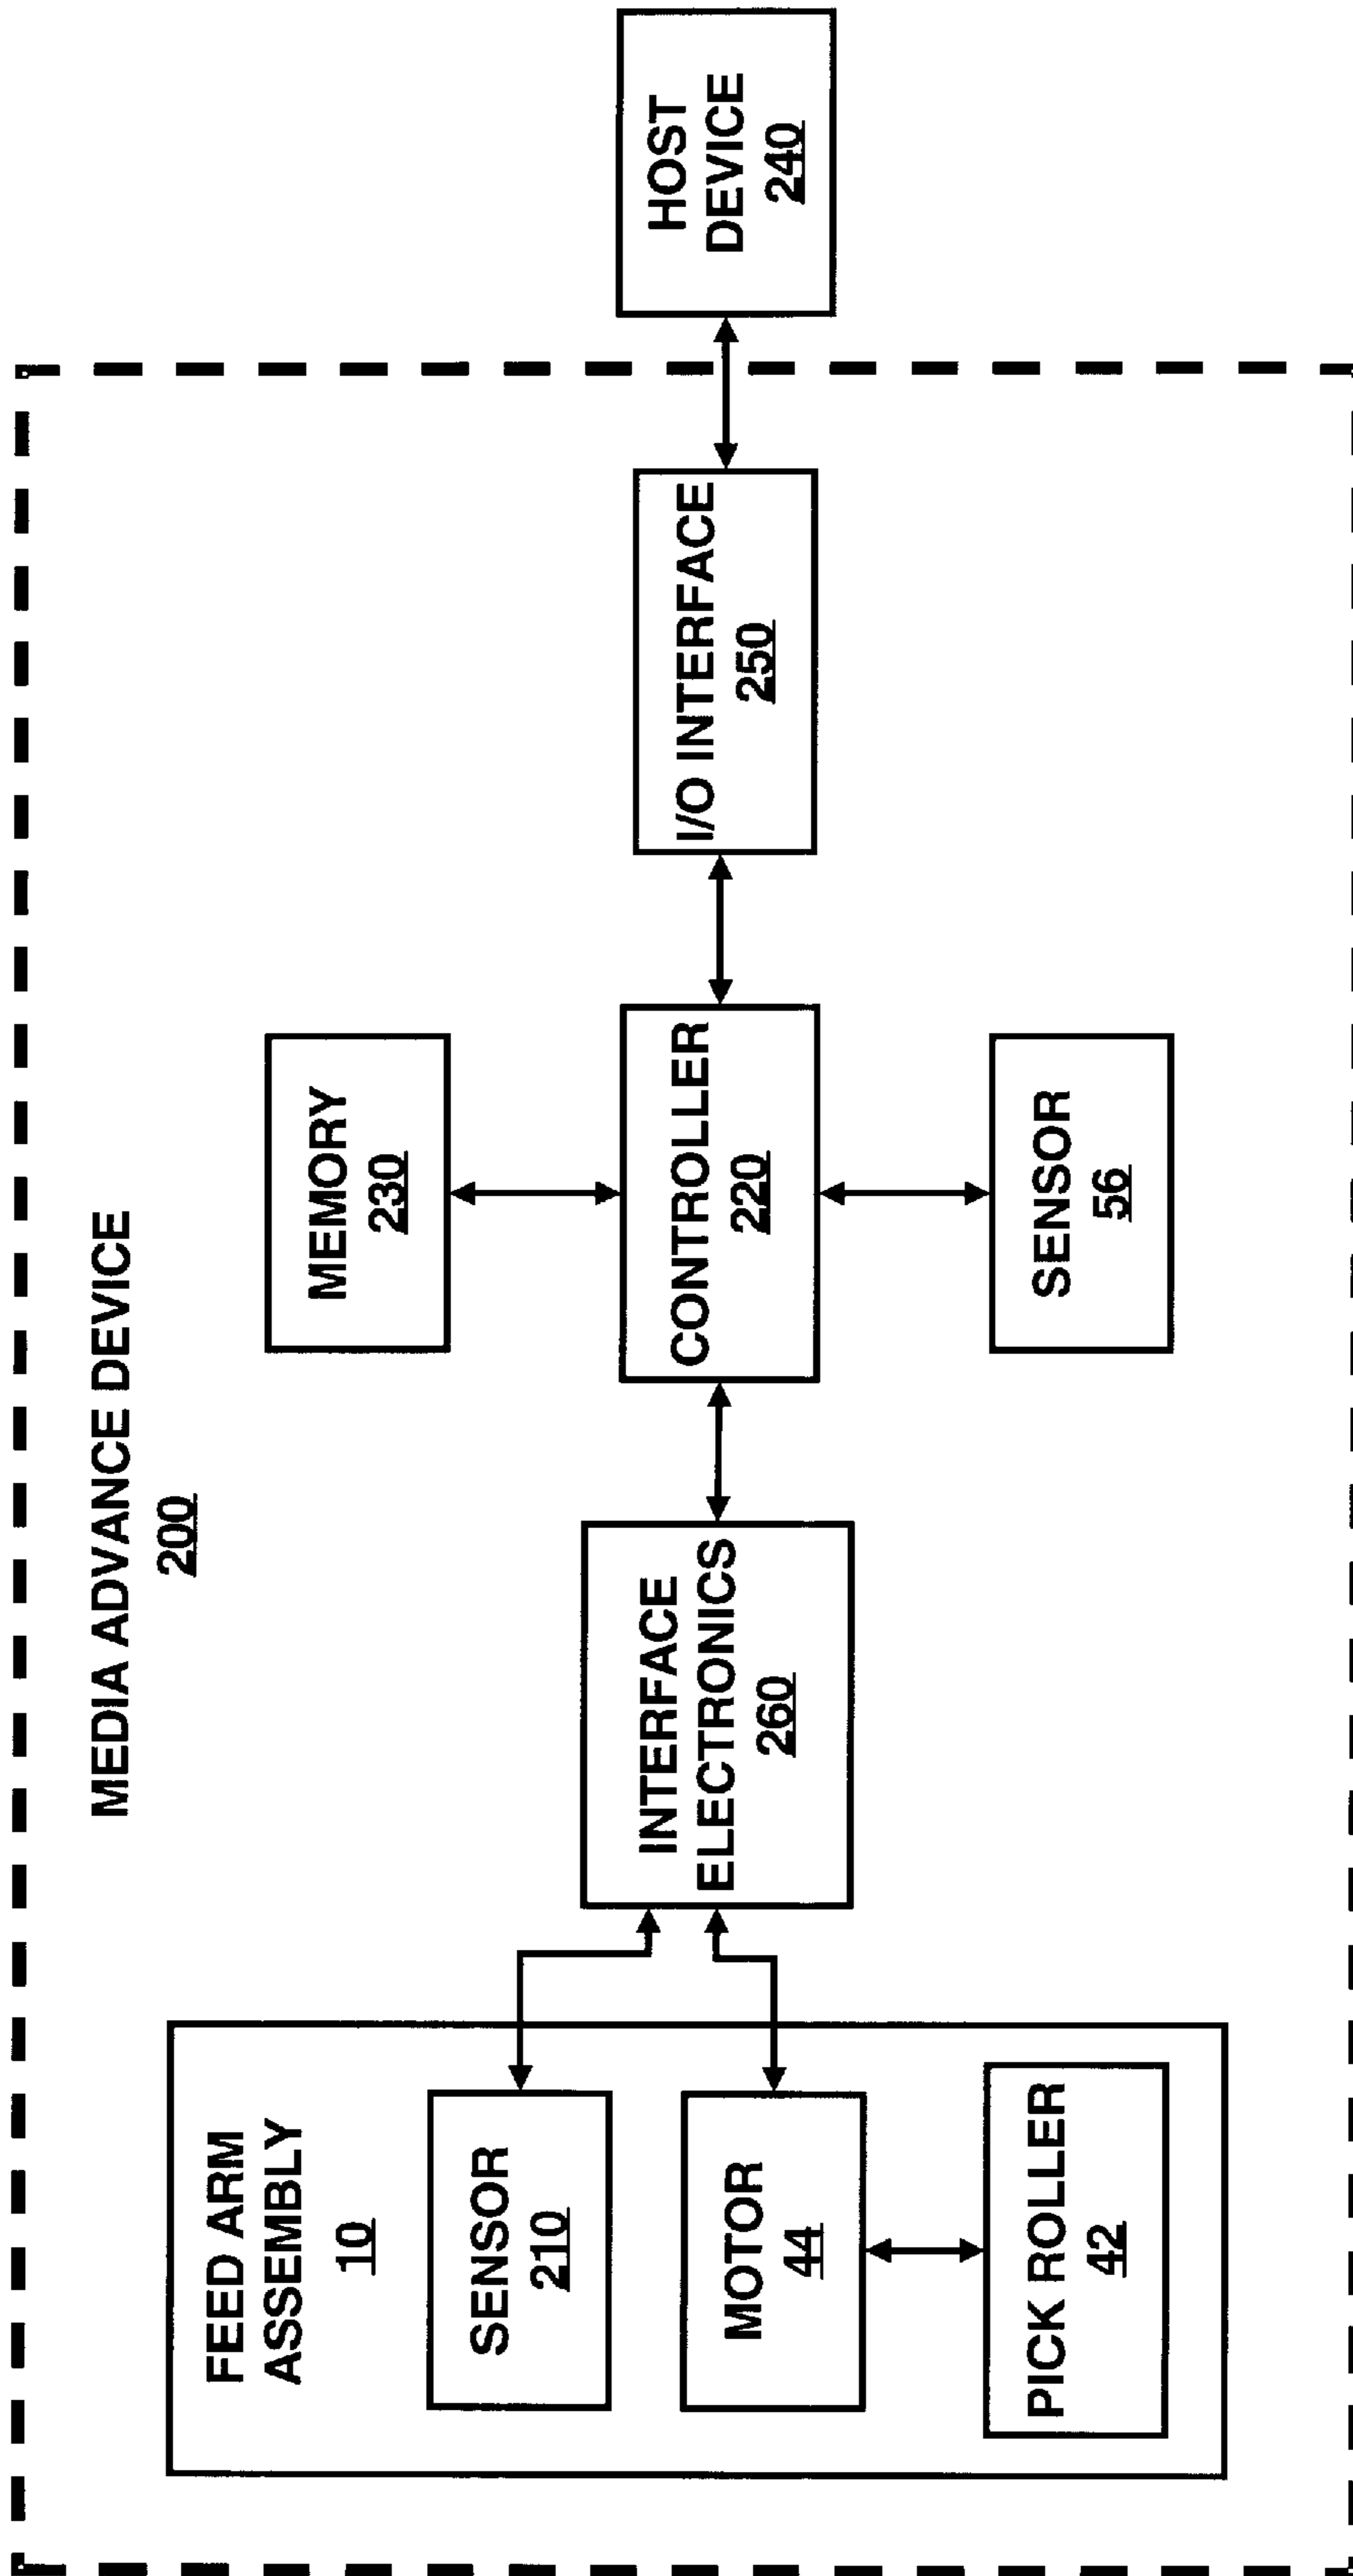 MEDIA ADVANCE DEVICE
200
FEED ARM
ASSEMBLY
10
SENSOR
210
MOTOR
44
PICK ROLLER
42
INTERFACE
ELECTRONICS
260
MEMORY
230
CONTROLLER
220
SENSOR
56
I/O INTERFACE
250
HOST
DEVICE
240